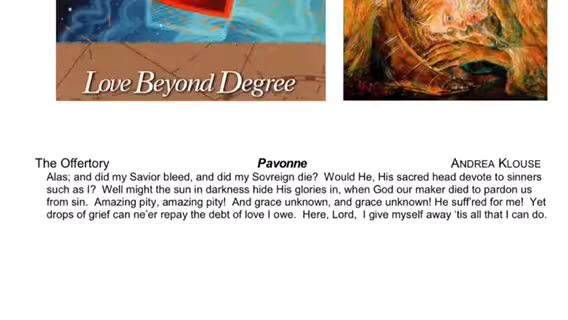 Love Beyond Degree
The Offertory Pavonne ANDREA KLOUSE
Alas; and did my Savior bleed, and did my Sovreign die? Would He, His sacred head devote to sinners
such as I? Well might the sun in darkness hide His glories in, when God our maker died to pardon us
from sin. Amazing pity, amazing pity! And grace unknown, and grace unknown! He suff'red for me! Yet
drops of grief can ne'er repay the debt of love I owe. Here, Lord, I give myself away 'tis all that I can do.